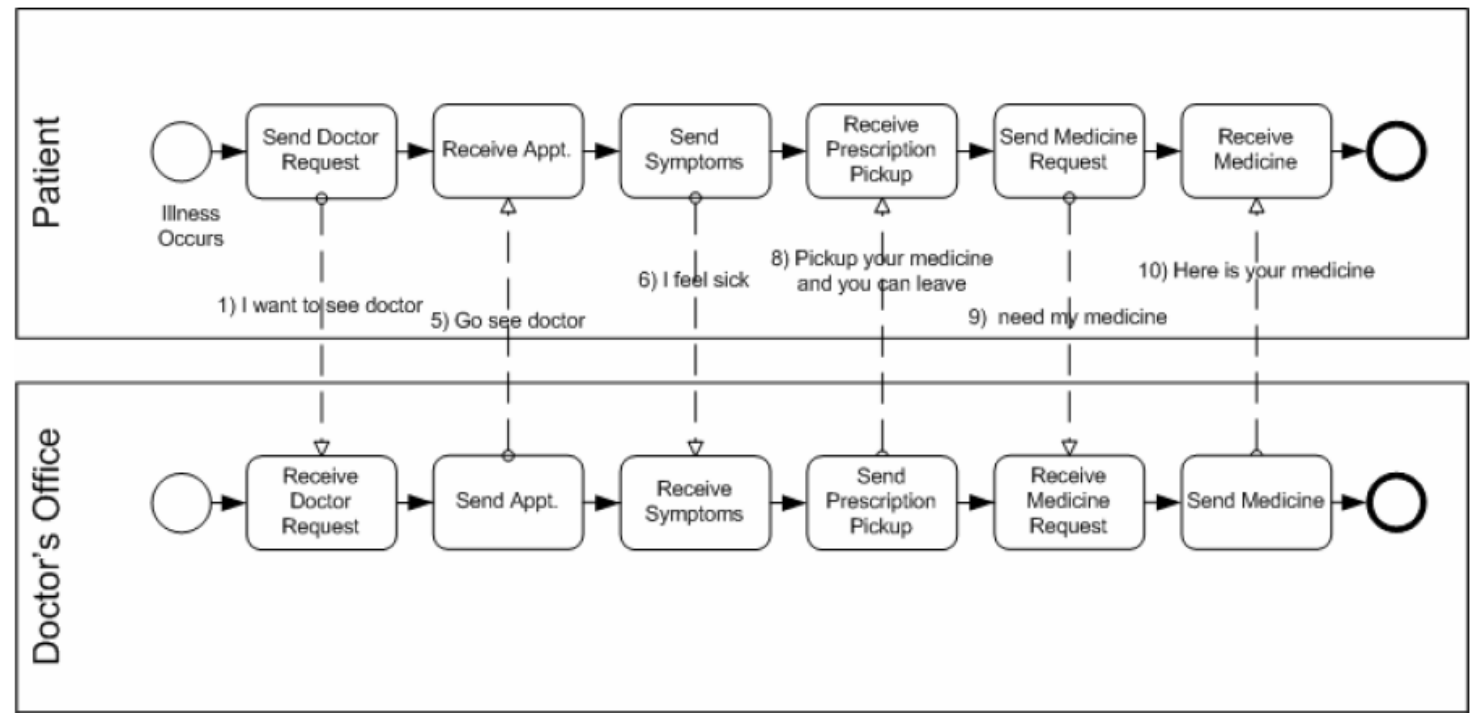 Patient
Send Doctor
Request
Receive Appt.
Send
Symptoms
Receive
Prescription
Pickup
Send Medicine
Request
Receive
Medicine
Illness
Occurs
1) I want to see doctor
5) Go see doctor
6) I feel sick
8) Pickup your medicine
and you can leave
9) need my medicine
10) Here is your medicine
Doctor's Office
Receive
Doctor
Request
Send Appt.
Receive
Symptoms
Send
Prescription
Pickup
Receive
Medicine
Request
Send Medicine